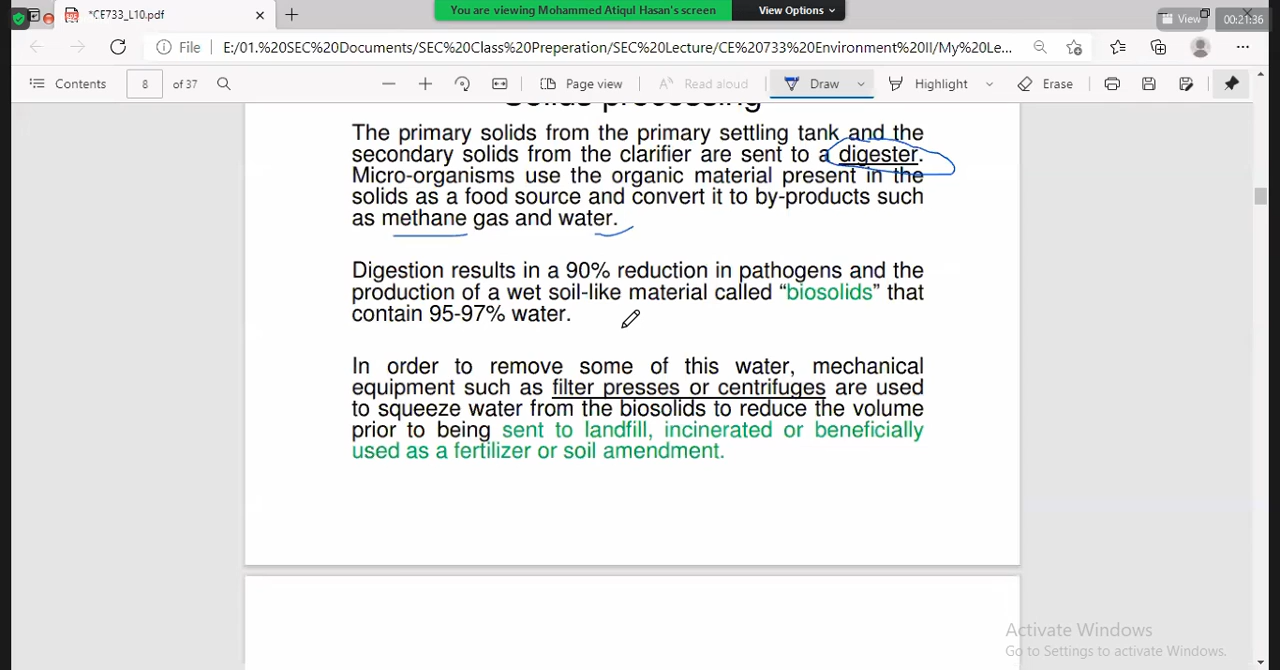 *CE733_L10.pdf
You are viewing Mohammed Atiqul Hasan's screen
View Options
View
00:21:36
File
E:/01.%20SEC%20Documents/SEC%20Class%20Preperation/SEC%20Lecture/CE%20733%20Environment%20II/My%20Le...
Contents
8
of 37
Page view
Read aloud
Draw
Highlight
Erase
Solids processing
The primary solids from the primary settling tank and the
secondary solids from the clarifier are sent to a digester.
Micro-organisms use the organic material present in the
solids as a food source and convert it to by-products such
as methane gas and water.
Digestion results in a 90% reduction in pathogens and the
production of a wet soil-like material called “biosolids” that
contain 95-97% water.
In order to remove some of this water, mechanical
equipment such as filter presses or centrifuges are used
to squeeze water from the biosolids to reduce the volume
prior to being sent to landfill, incinerated or beneficially
used as a fertilizer or soil amendment.
Activate Windows
Go to Settings to activate Windows.